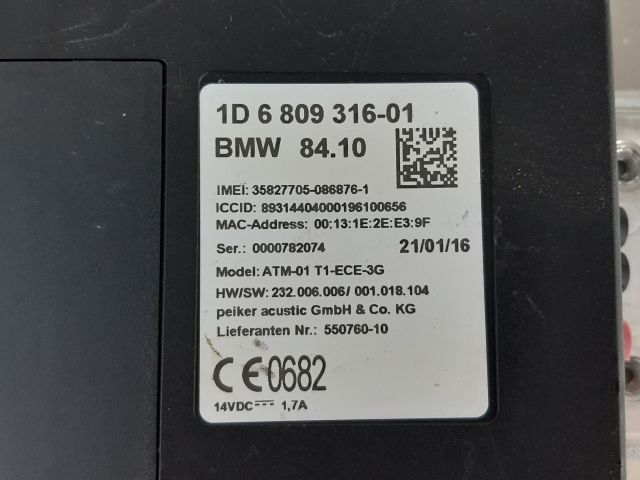 1D 6 809 316-01
BMW 84.10
IMEI: 35827705-086876-1
ICCID: 89314404000196100656
MAC-Address: 00:13:1E:2E:E3:9F
Ser.: 0000782074 21/01/16
Model: ATM-01 T1-ECE-3G
HW/SW: 232.006.006/ 001.018.104
peiker acustic GmbH & Co. KG
Lieferanten Nr.: 550760-10
CE0682
14VDC⎓ 1,7A